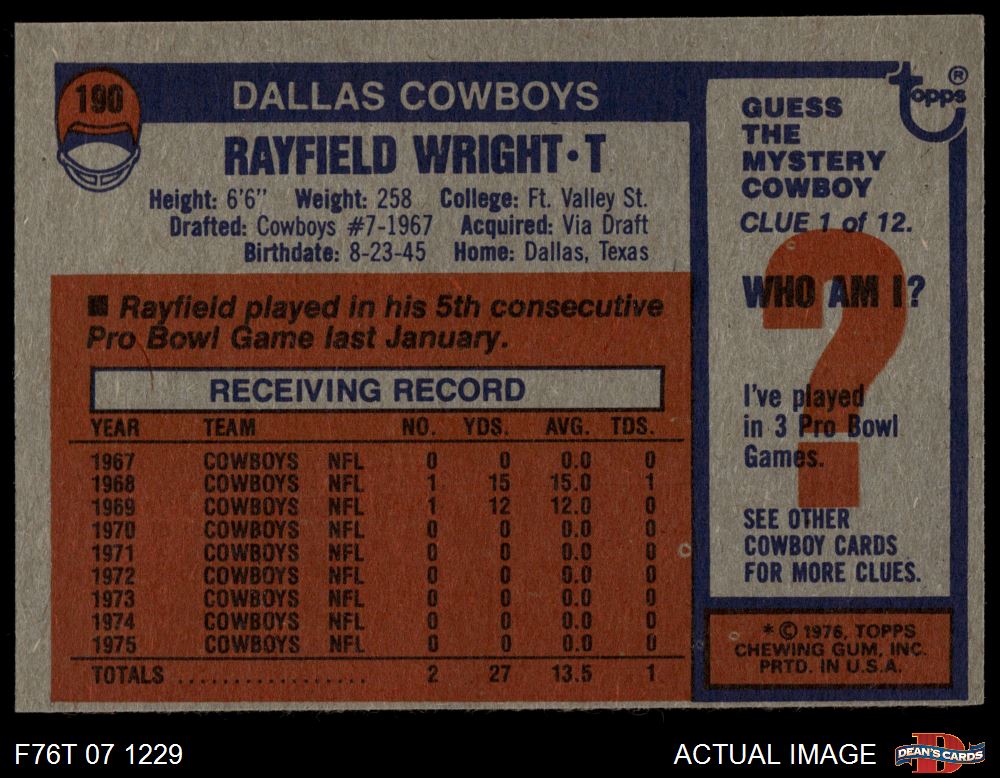 190
DALLAS COWBOYS
RAYFIELD WRIGHT • T
Height: 6'6" Weight: 258 College: Ft. Valley St.
Drafted: Cowboys #7-1967 Acquired: Via Draft
Birthdate: 8-23-45 Home: Dallas, Texas
■ Rayfield played in his 5th consecutive
Pro Bowl Game last January.
RECEIVING RECORD
YEAR TEAM NO. YDS. AVG. TDS.
1967 COWBOYS NFL 0 0 0.0 0
1968 COWBOYS NFL 1 15 15.0 1
1969 COWBOYS NFL 1 12 12.0 0
1970 COWBOYS NFL 0 0 0.0 0
1971 COWBOYS NFL 0 0 0.0 0
1972 COWBOYS NFL 0 0 0.0 0
1973 COWBOYS NFL 0 0 0.0 0
1974 COWBOYS NFL 0 0 0.0 0
1975 COWBOYS NFL 0 0 0.0 0
TOTALS .................. 2 27 13.5 1
topps ®
GUESS
THE
MYSTERY
COWBOY
CLUE 1 of 12.
?
WHO AM I?
I've played
in 3 Pro Bowl
Games.
SEE OTHER
COWBOY CARDS
FOR MORE CLUES.
* © 1976, TOPPS
CHEWING GUM, INC.
PRTD. IN U.S.A.
F76T 07 1229
ACTUAL IMAGE
D
DEAN'S CARDS